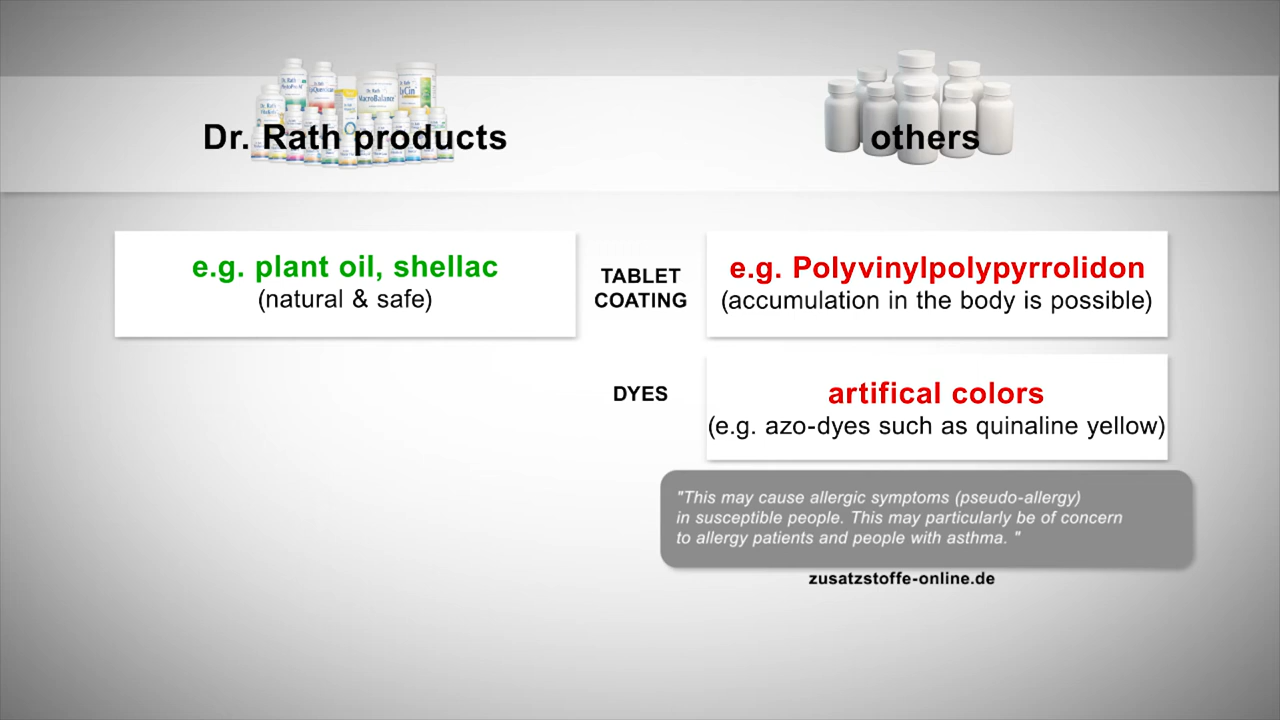 Dr. Rath products
others
e.g. plant oil, shellac
(natural & safe)
TABLET
COATING
e.g. Polyvinylpolypyrrolidon
(accumulation in the body is possible)
DYES
artifical colors
(e.g. azo-dyes such as quinaline yellow)
"This may cause allergic symptoms (pseudo-allergy)
in susceptible people. This may particularly be of concern
to allergy patients and people with asthma. "
zusatzstoffe-online.de